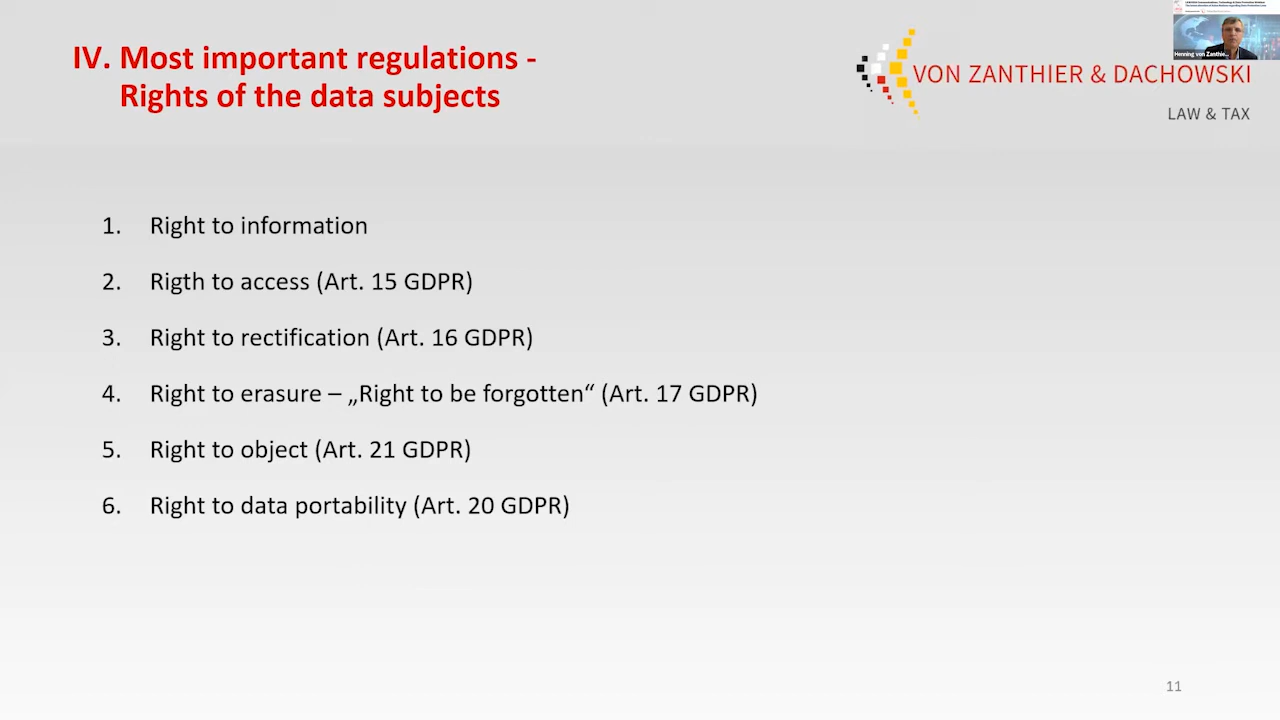 IV. Most important regulations -
Rights of the data subjects
VON ZANTHIER & DACHOWSKI
LAW & TAX
Henning von Zanthie...
1. Right to information
2. Rigth to access (Art. 15 GDPR)
3. Right to rectification (Art. 16 GDPR)
4. Right to erasure – „Right to be forgotten“ (Art. 17 GDPR)
5. Right to object (Art. 21 GDPR)
6. Right to data portability (Art. 20 GDPR)
11